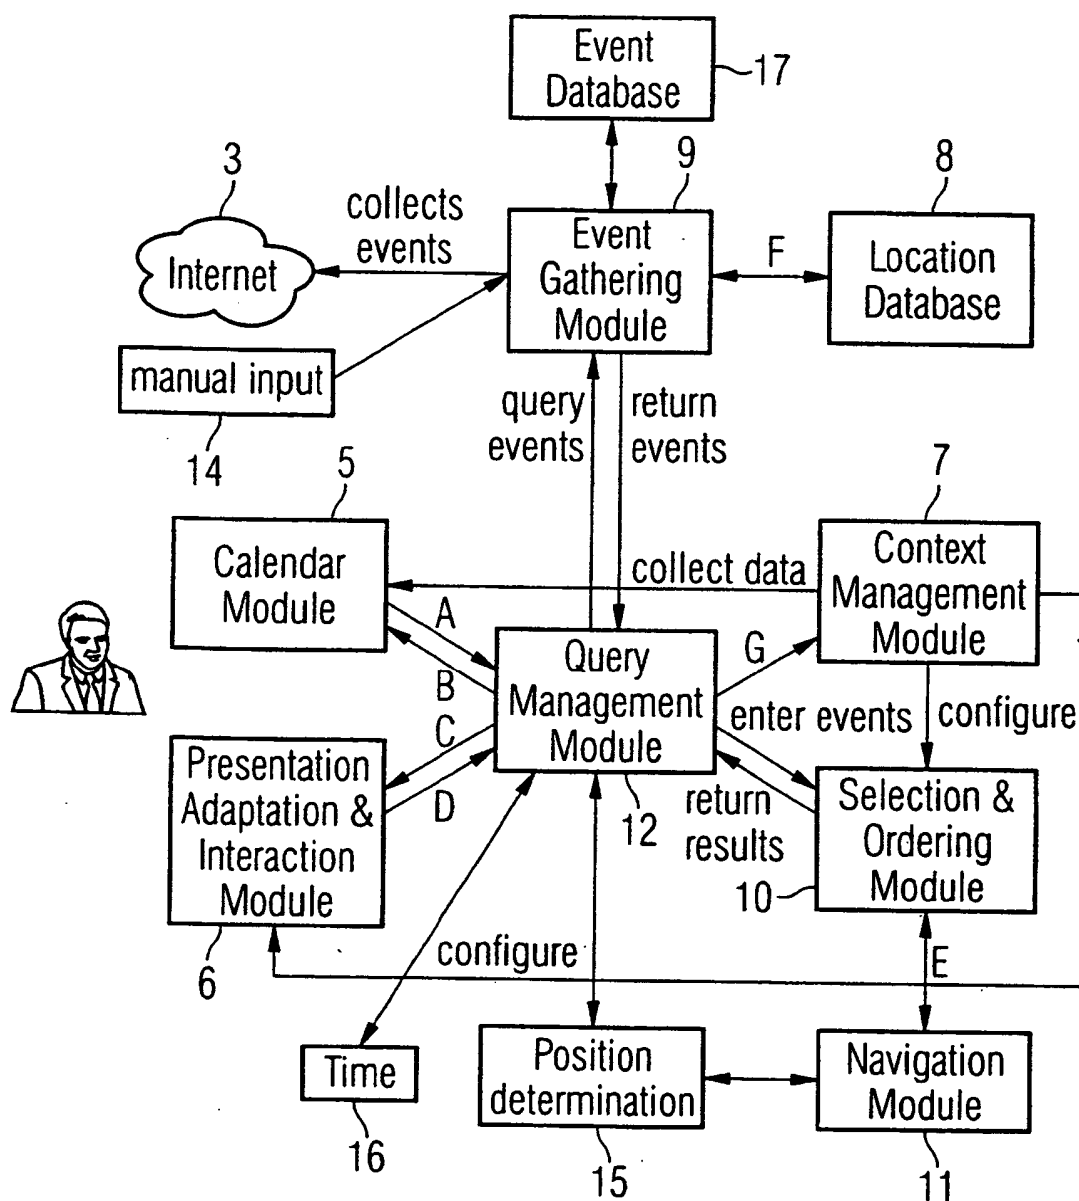 Event
Database
17
3
collects
events
9
8
Internet
Event
Gathering
Module
F
Location
Database
manual input
14
query
events
return
events
5
7
Calendar
Module
collect data
Context
Management
Module
A
B
C
D
Query
Management
Module
G
enter events
configure
Presentation
Adaptation &
Interaction
Module
12
return
results
Selection &
Ordering
Module
10
6
configure
E
Time
16
Position
determination
15
Navigation
Module
11